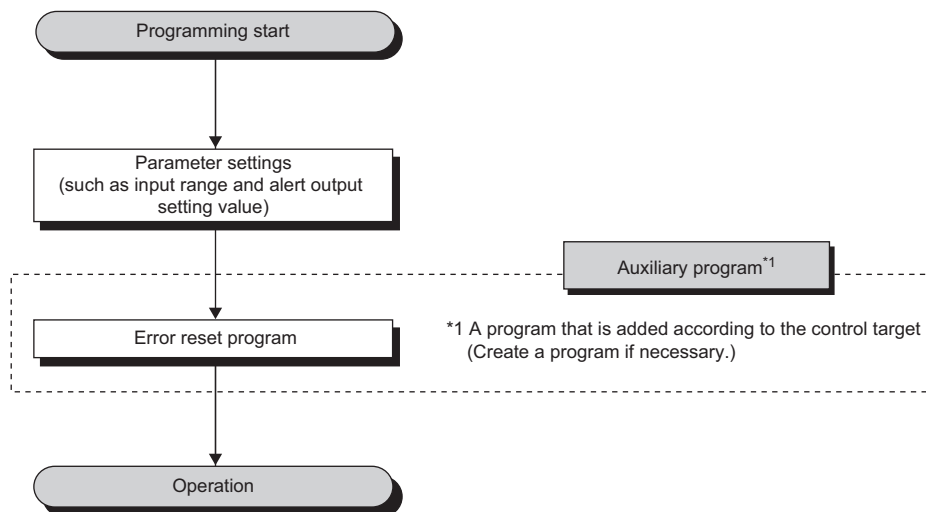 Programming start
Parameter settings
(such as input range and alert output
setting value)
Auxiliary program*1
Error reset program
*1 A program that is added according to the control target
(Create a program if necessary.)
Operation